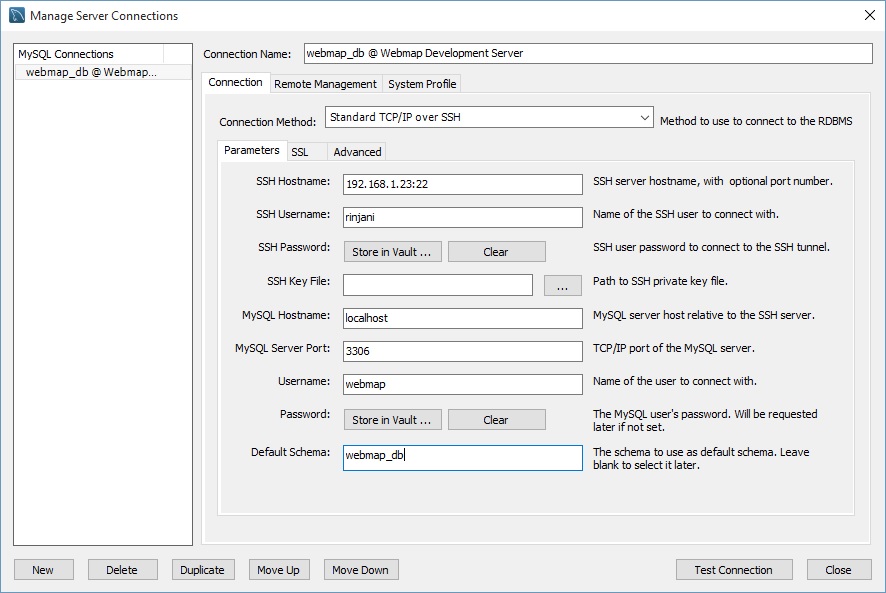 Manage Server Connections
MySQL Connections
webmap_db @ Webmap...
Connection Name: webmap_db @ Webmap Development Server
Connection Remote Management System Profile
Connection Method: Standard TCP/IP over SSH Method to use to connect to the RDBMS
Parameters SSL Advanced
SSH Hostname: 192.168.1.23:22 SSH server hostname, with optional port number.
SSH Username: rinjani Name of the SSH user to connect with.
SSH Password: Store in Vault ... Clear SSH user password to connect to the SSH tunnel.
SSH Key File: ... Path to SSH private key file.
MySQL Hostname: localhost MySQL server host relative to the SSH server.
MySQL Server Port: 3306 TCP/IP port of the MySQL server.
Username: webmap Name of the user to connect with.
Password: Store in Vault ... Clear The MySQL user's password. Will be requested
later if not set.
Default Schema: webmap_db The schema to use as default schema. Leave
blank to select it later.
New Delete Duplicate Move Up Move Down Test Connection Close